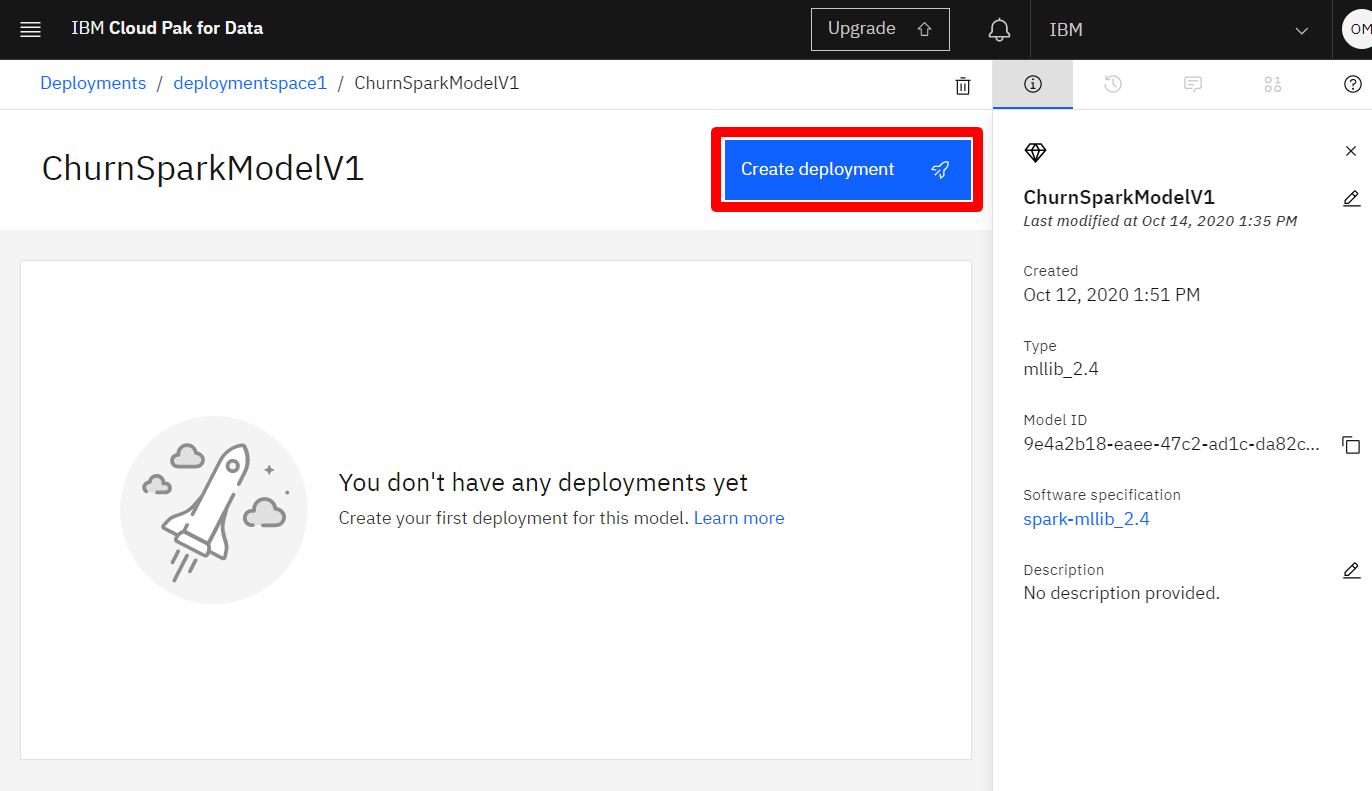 IBM Cloud Pak for Data
Upgrade
IBM
OM
Deployments / deploymentspace1 / ChurnSparkModelV1
ChurnSparkModelV1
Create deployment
You don't have any deployments yet
Create your first deployment for this model. Learn more
ChurnSparkModelV1
Last modified at Oct 14, 2020 1:35 PM
Created
Oct 12, 2020 1:51 PM
Type
mllib_2.4
Model ID
9e4a2b18-eaee-47c2-ad1c-da82c...
Software specification
spark-mllib_2.4
Description
No description provided.